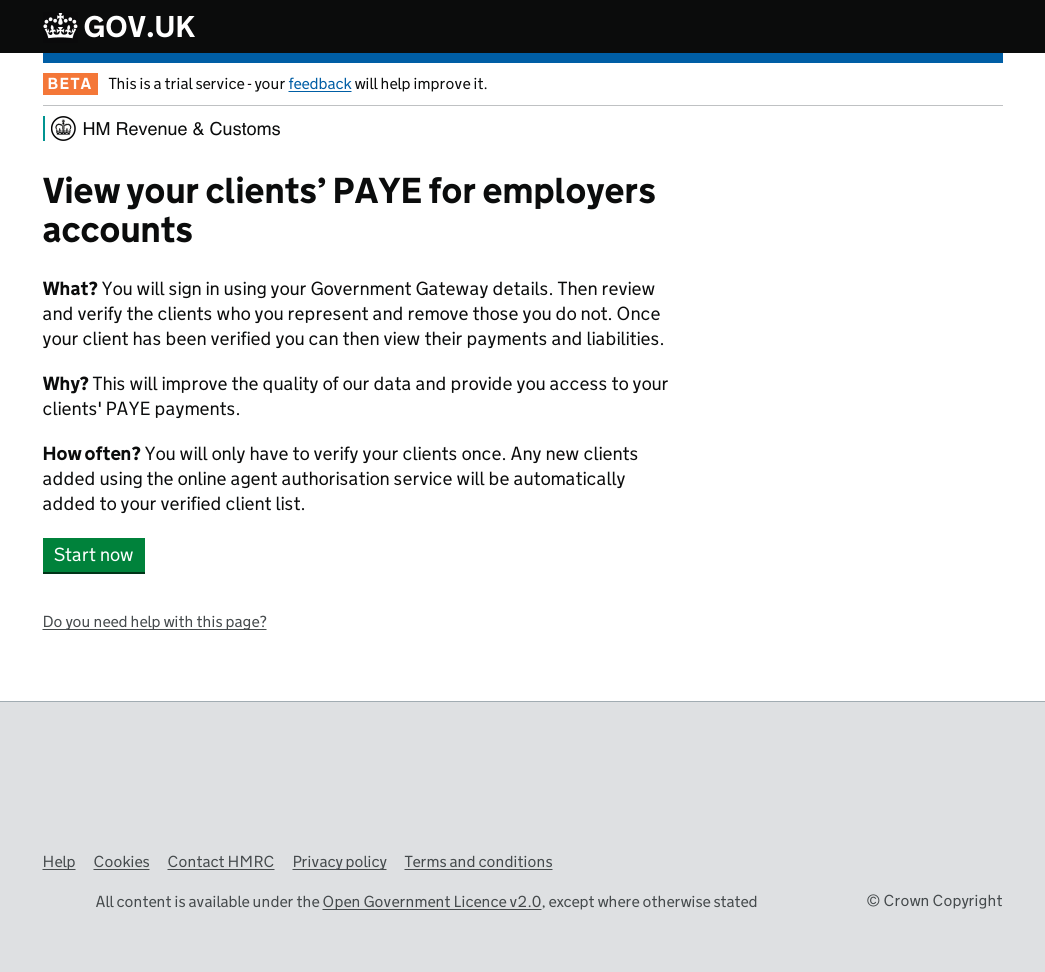 GOV.UK
BETA This is a trial service - your feedback will help improve it.
HM Revenue & Customs
View your clients’ PAYE for employers
accounts
What? You will sign in using your Government Gateway details. Then review
and verify the clients who you represent and remove those you do not. Once
your client has been verified you can then view their payments and liabilities.
Why? This will improve the quality of our data and provide you access to your
clients' PAYE payments.
How often? You will only have to verify your clients once. Any new clients
added using the online agent authorisation service will be automatically
added to your verified client list.
Start now
Do you need help with this page?
Help Cookies Contact HMRC Privacy policy Terms and conditions
All content is available under the Open Government Licence v2.0, except where otherwise stated © Crown Copyright